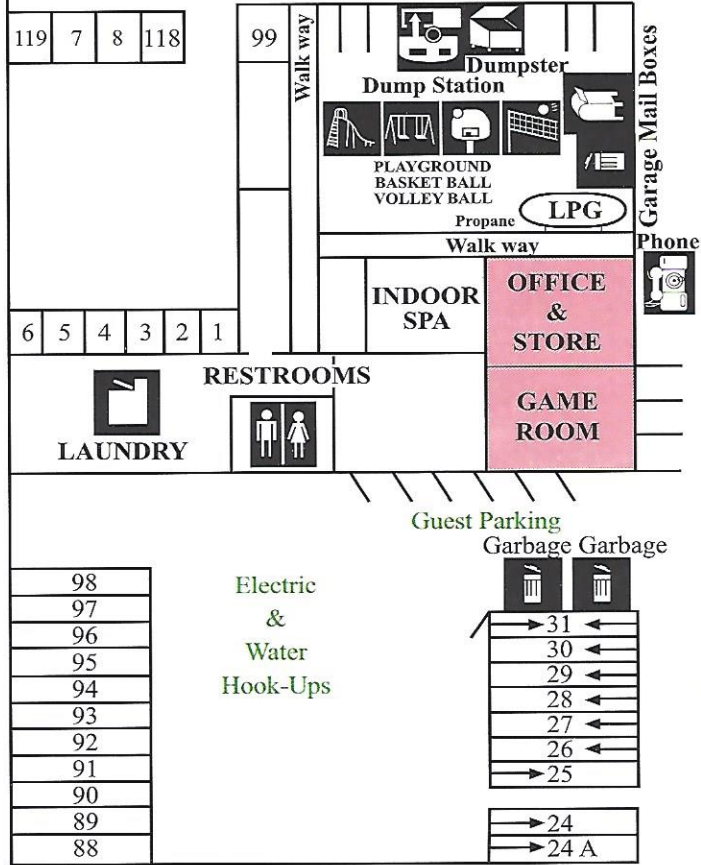 119 7 8 118
99
Walk way
Dumpster
Dump Station
Garage Mail Boxes
PLAYGROUND
BASKET BALL
VOLLEY BALL
Propane
LPG
Walk way
Phone
INDOOR
SPA
OFFICE
&
STORE
6 5 4 3 2 1
RESTROOMS
LAUNDRY
GAME
ROOM
Guest Parking
Garbage Garbage
98
97
96
95
94
93
92
91
90
89
88
Electric
&
Water
Hook-Ups
31
30
29
28
27
26
25
24
24 A